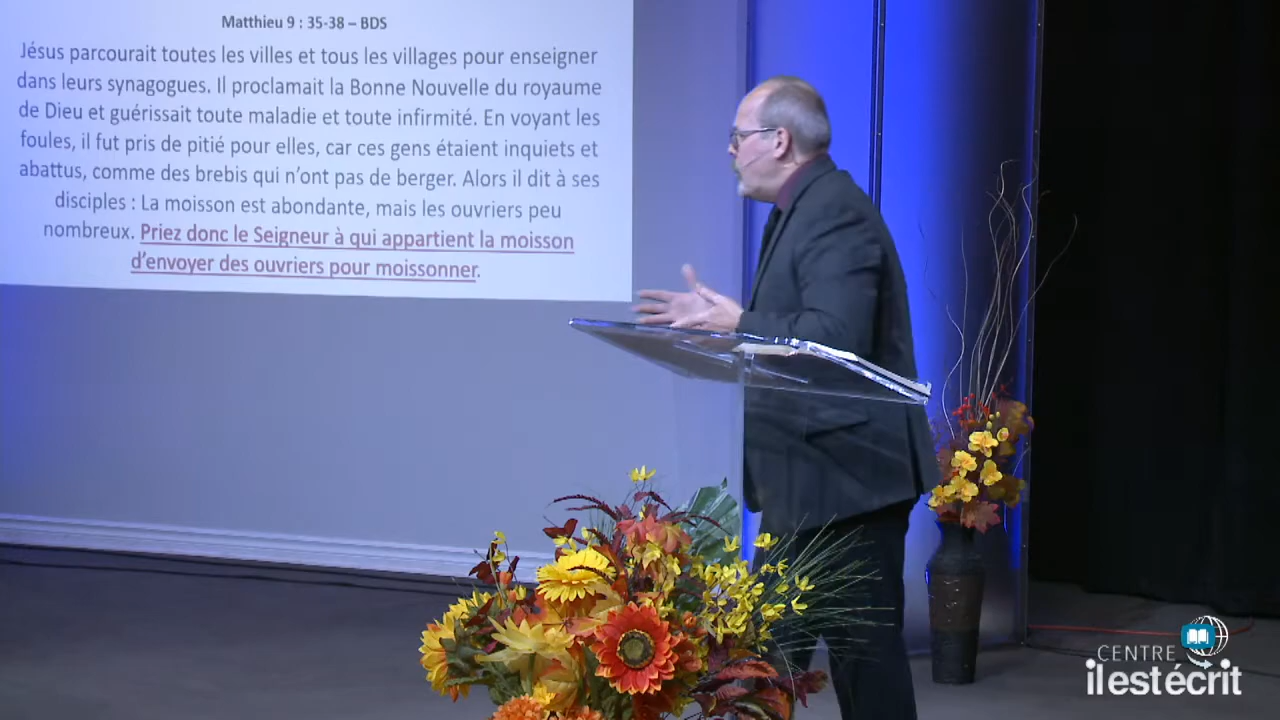 Matthieu 9 : 35-38 – BDS
Jésus parcourait toutes les villes et tous les villages pour enseigner
dans leurs synagogues. Il proclamait la Bonne Nouvelle du royaume
de Dieu et guérissait toute maladie et toute infirmité. En voyant les
foules, il fut pris de pitié pour elles, car ces gens étaient inquiets et
abattus, comme des brebis qui n’ont pas de berger. Alors il dit à ses
disciples : La moisson est abondante, mais les ouvriers peu
nombreux. Priez donc le Seigneur à qui appartient la moisson
d’envoyer des ouvriers pour moissonner.
CENTRE
il est écrit